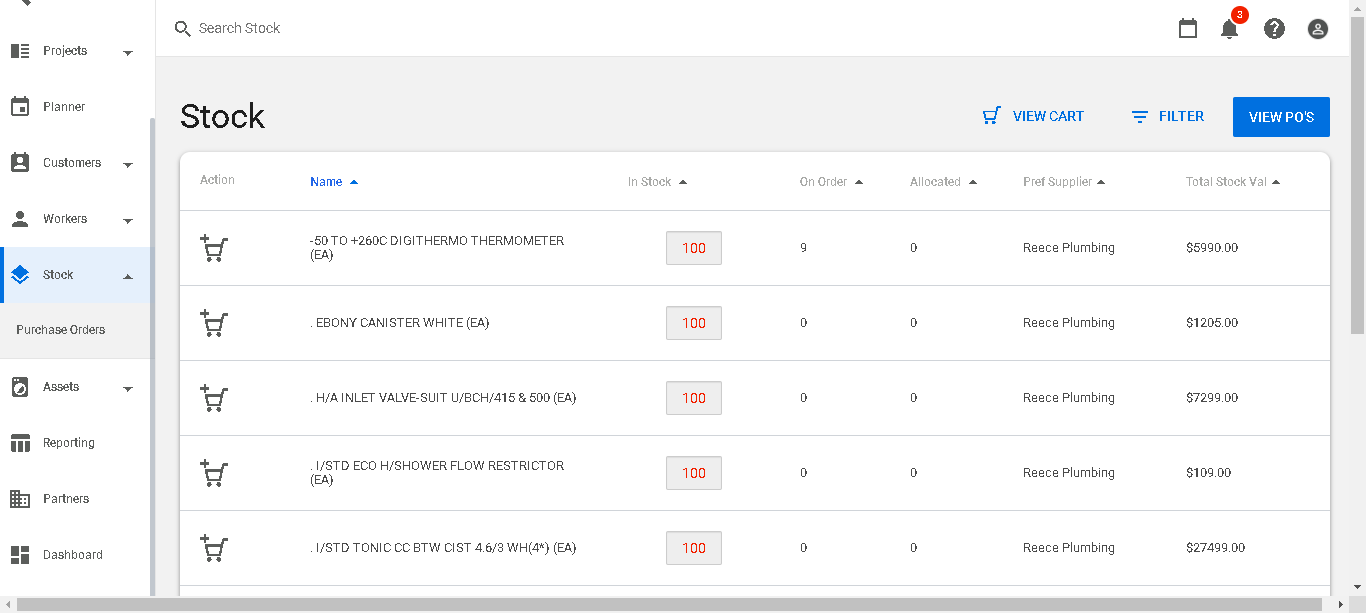 Search Stock
3
Projects
Planner
Customers
Workers
Stock
Purchase Orders
Assets
Reporting
Partners
Dashboard
Stock
VIEW CART
FILTER
VIEW PO'S
Action Name In Stock On Order Allocated Pref Supplier Total Stock Val
-50 TO +260C DIGITHERMO THERMOMETER
(EA)
100 9 0 Reece Plumbing $5990.00
. EBONY CANISTER WHITE (EA) 100 0 0 Reece Plumbing $1205.00
. H/A INLET VALVE-SUIT U/BCH/415 & 500 (EA) 100 0 0 Reece Plumbing $7299.00
. I/STD ECO H/SHOWER FLOW RESTRICTOR
(EA)
100 0 0 Reece Plumbing $109.00
. I/STD TONIC CC BTW CIST 4.6/3 WH(4*) (EA) 100 0 0 Reece Plumbing $27499.00